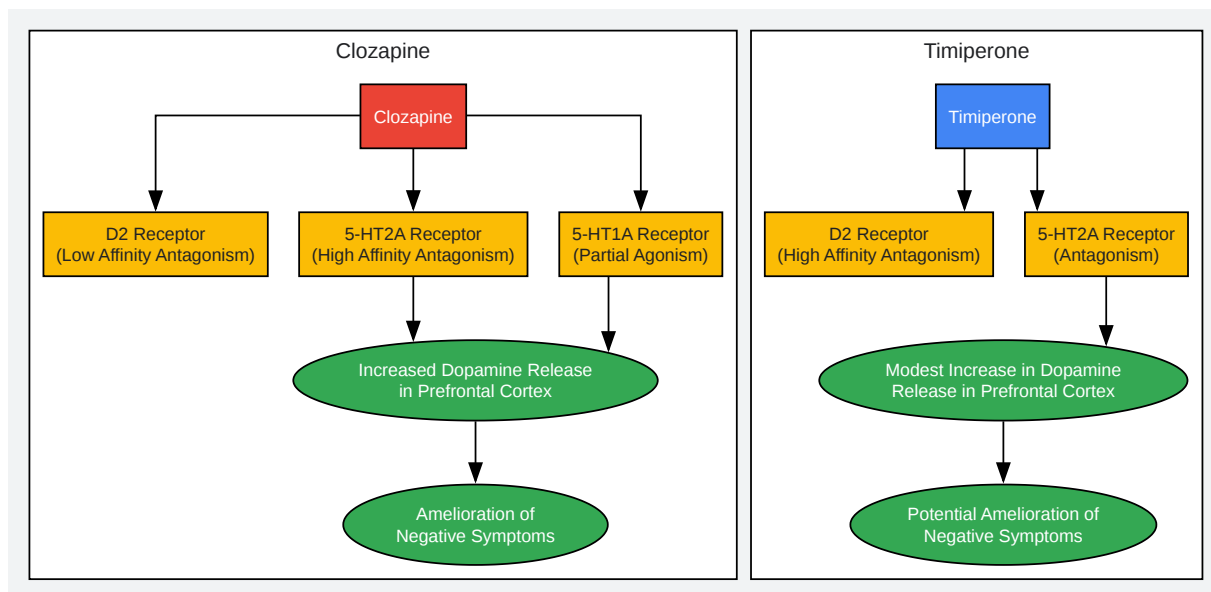 Clozapine
Clozapine
D2 Receptor
(Low Affinity Antagonism)
5-HT2A Receptor
(High Affinity Antagonism)
5-HT1A Receptor
(Partial Agonism)
Increased Dopamine Release
in Prefrontal Cortex
Amelioration of
Negative Symptoms
Timiperone
Timiperone
D2 Receptor
(High Affinity Antagonism)
5-HT2A Receptor
(Antagonism)
Modest Increase in Dopamine
Release in Prefrontal Cortex
Potential Amelioration of
Negative Symptoms